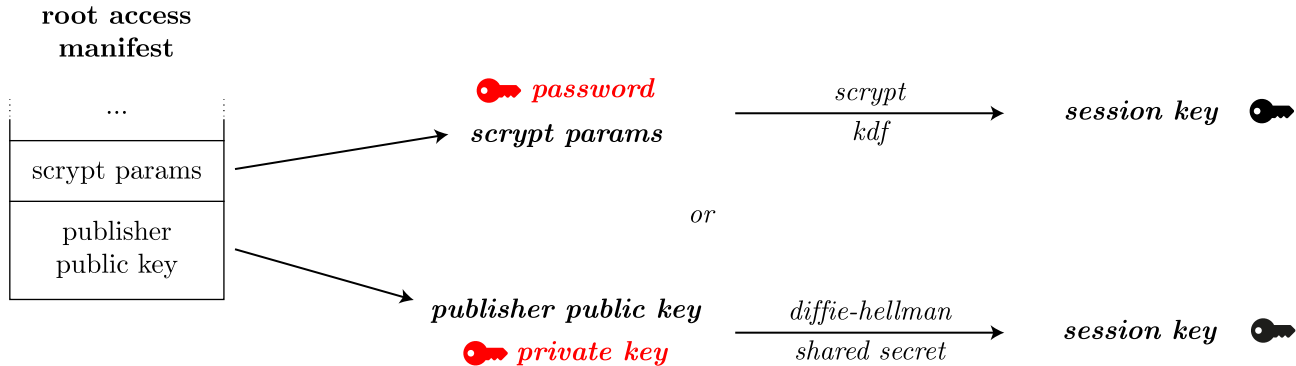 root access
manifest
...
scrypt params
publisher
public key
password
scrypt params
scrypt
kdf
session key
or
publisher public key
private key
diffie-hellman
shared secret
session key